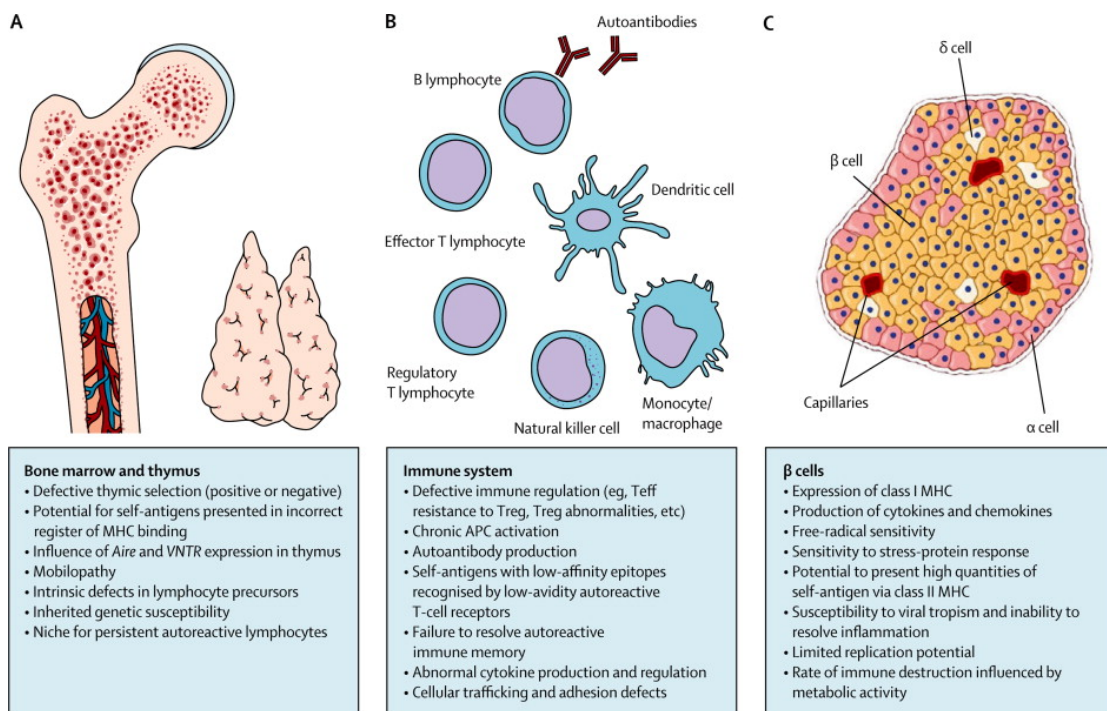 A
B
C
Autoantibodies
B lymphocyte
Effector T lymphocyte
Dendritic cell
Regulatory
T lymphocyte
Natural killer cell
Monocyte/
macrophage
δ cell
β cell
Capillaries
α cell
Bone marrow and thymus
• Defective thymic selection (positive or negative)
• Potential for self-antigens presented in incorrect
register of MHC binding
• Influence of Aire and VNTR expression in thymus
• Mobilopathy
• Intrinsic defects in lymphocyte precursors
• Inherited genetic susceptibility
• Niche for persistent autoreactive lymphocytes
Immune system
• Defective immune regulation (eg, Teff
resistance to Treg, Treg abnormalities, etc)
• Chronic APC activation
• Autoantibody production
• Self-antigens with low-affinity epitopes
recognised by low-avidity autoreactive
T-cell receptors
• Failure to resolve autoreactive
immune memory
• Abnormal cytokine production and regulation
• Cellular trafficking and adhesion defects
β cells
• Expression of class I MHC
• Production of cytokines and chemokines
• Free-radical sensitivity
• Sensitivity to stress-protein response
• Potential to present high quantities of
self-antigen via class II MHC
• Susceptibility to viral tropism and inability to
resolve inflammation
• Limited replication potential
• Rate of immune destruction influenced by
metabolic activity